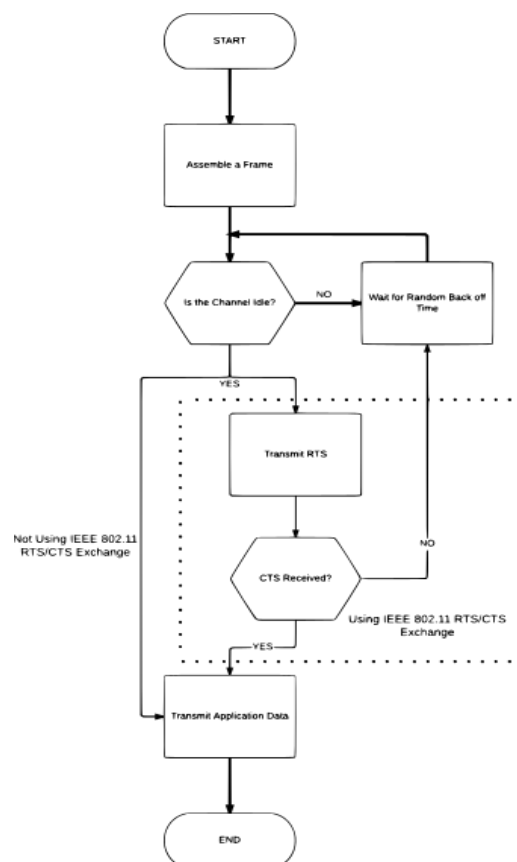 START
Assemble a Frame
Is the Channel Idle?
NO
Wait for Random Back off
Time
YES
Transmit RTS
Not Using IEEE 802.11
RTS/CTS Exchange
NO
CTS Received?
Using IEEE 802.11 RTS/CTS
Exchange
YES
Transmit Application Data
END